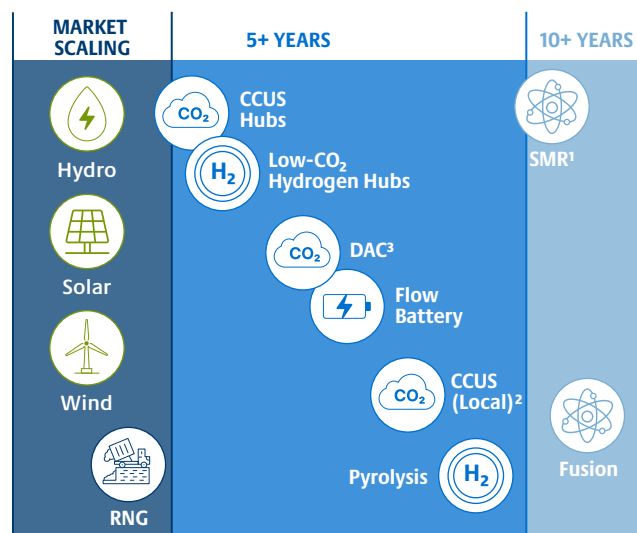 MARKET
SCALING
5+ YEARS
10+ YEARS
Hydro
Solar
Wind
RNG
CO₂
CCUS
Hubs
H₂
Low-CO₂
Hydrogen Hubs
CO₂
DAC³
Flow
Battery
CO₂
CCUS
(Local)²
Pyrolysis
H₂
SMR¹
Fusion